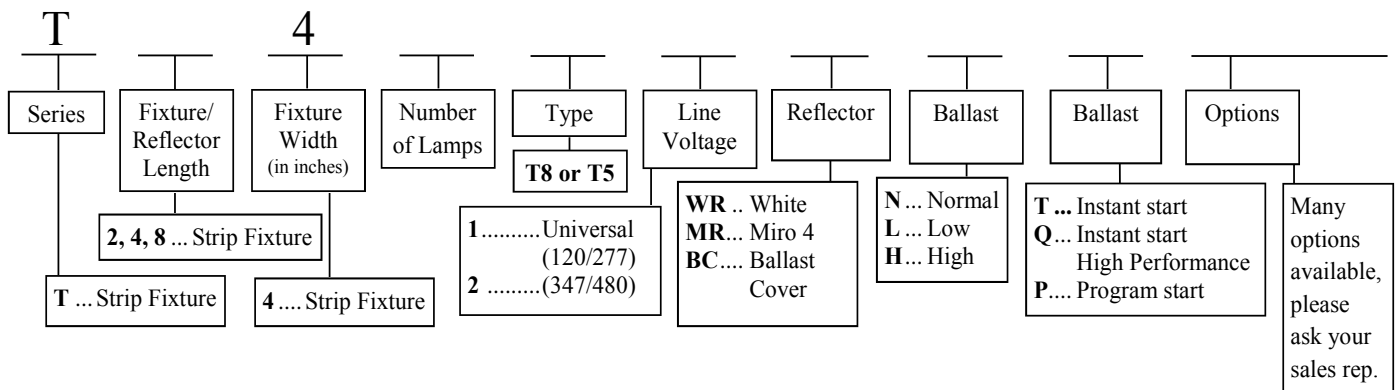 T 4
Series
Fixture/
Reflector
Length
Fixture
Width
(in inches)
Number
of Lamps
Type
Line
Voltage
Reflector
Ballast
Ballast
Options
T8 or T5
2, 4, 8 ... Strip Fixture
T ... Strip Fixture
4 .... Strip Fixture
1 .......... Universal
(120/277)
2 ......... (347/480)
WR .. White
MR... Miro 4
BC.... Ballast
Cover
N ... Normal
L ... Low
H ... High
T ... Instant start
Q ... Instant start
High Performance
P.... Program start
Many
options
available,
please
ask your
sales rep.